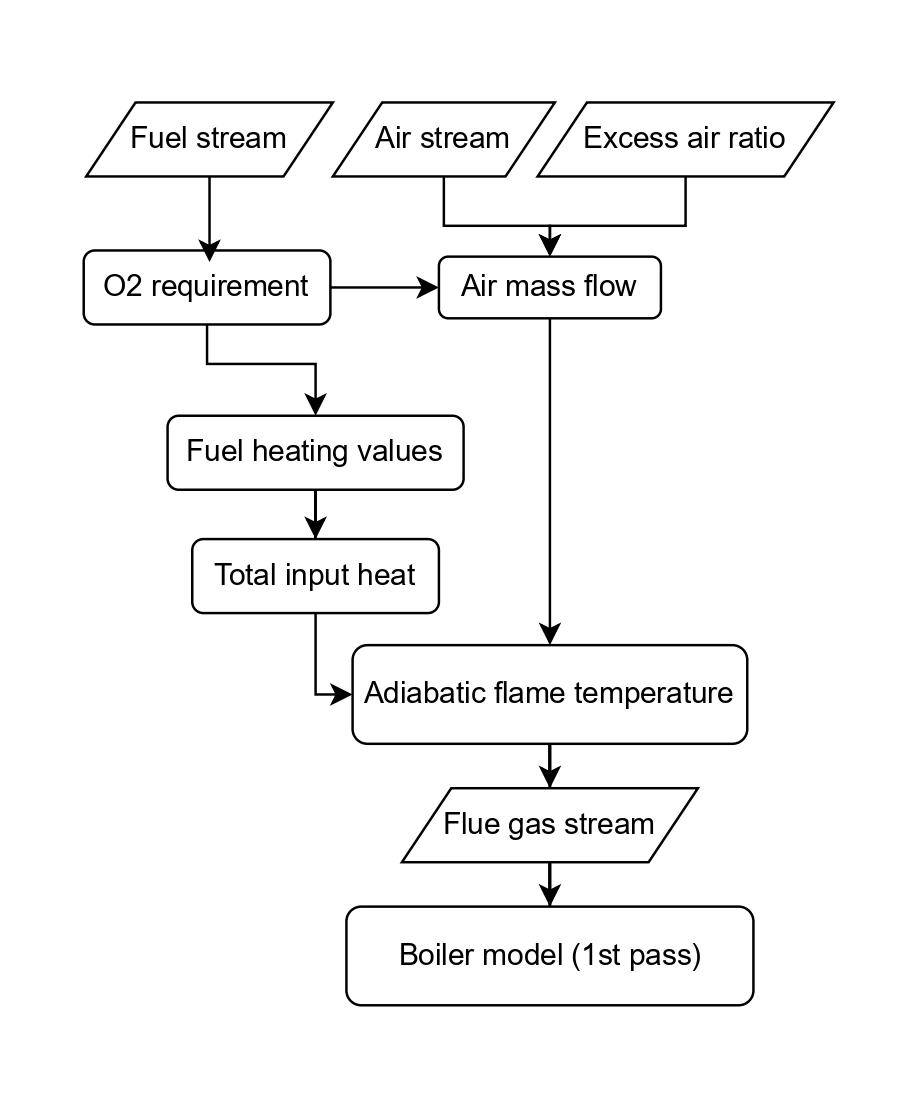 Fuel stream
Air stream
Excess air ratio
O2 requirement
Air mass flow
Fuel heating values
Total input heat
Adiabatic flame temperature
Flue gas stream
Boiler model (1st pass)